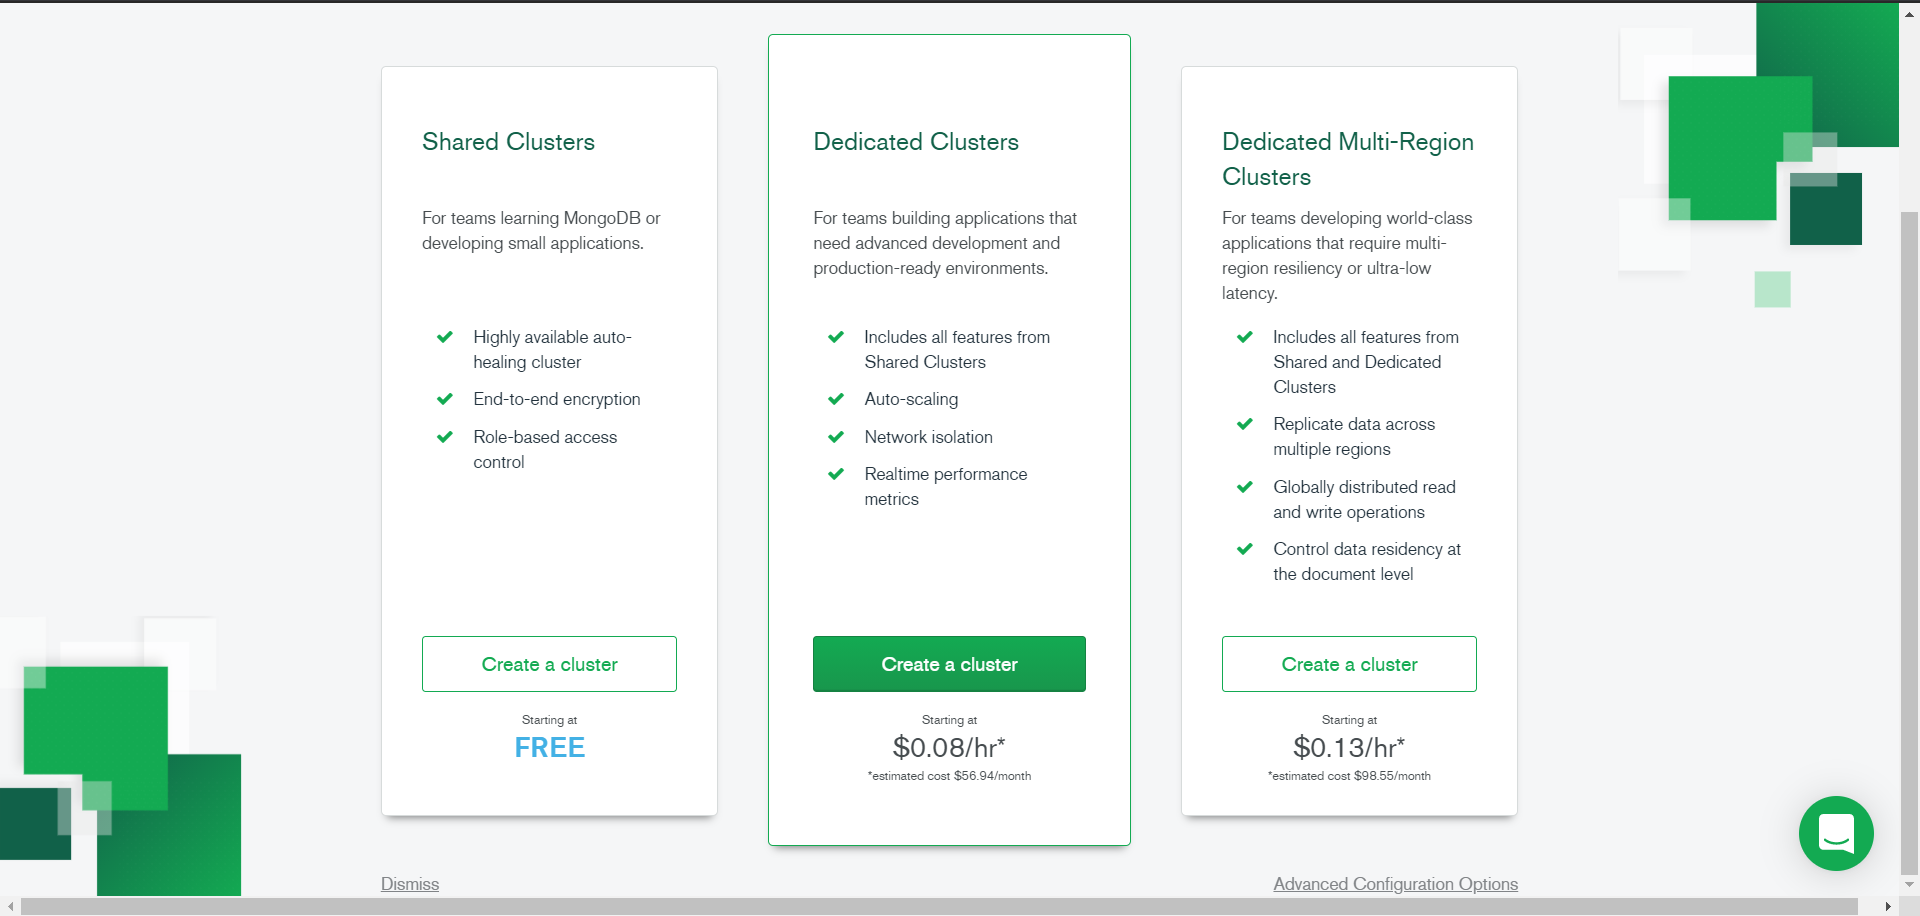 Shared Clusters
For teams learning MongoDB or
developing small applications.
Highly available auto-
healing cluster
End-to-end encryption
Role-based access
control
Create a cluster
Starting at
FREE
Dedicated Clusters
For teams building applications that
need advanced development and
production-ready environments.
Includes all features from
Shared Clusters
Auto-scaling
Network isolation
Realtime performance
metrics
Create a cluster
Starting at
$0.08/hr*
*estimated cost $56.94/month
Dedicated Multi-Region
Clusters
For teams developing world-class
applications that require multi-
region resiliency or ultra-low
latency.
Includes all features from
Shared and Dedicated
Clusters
Replicate data across
multiple regions
Globally distributed read
and write operations
Control data residency at
the document level
Create a cluster
Starting at
$0.13/hr*
*estimated cost $98.55/month
Dismiss
Advanced Configuration Options